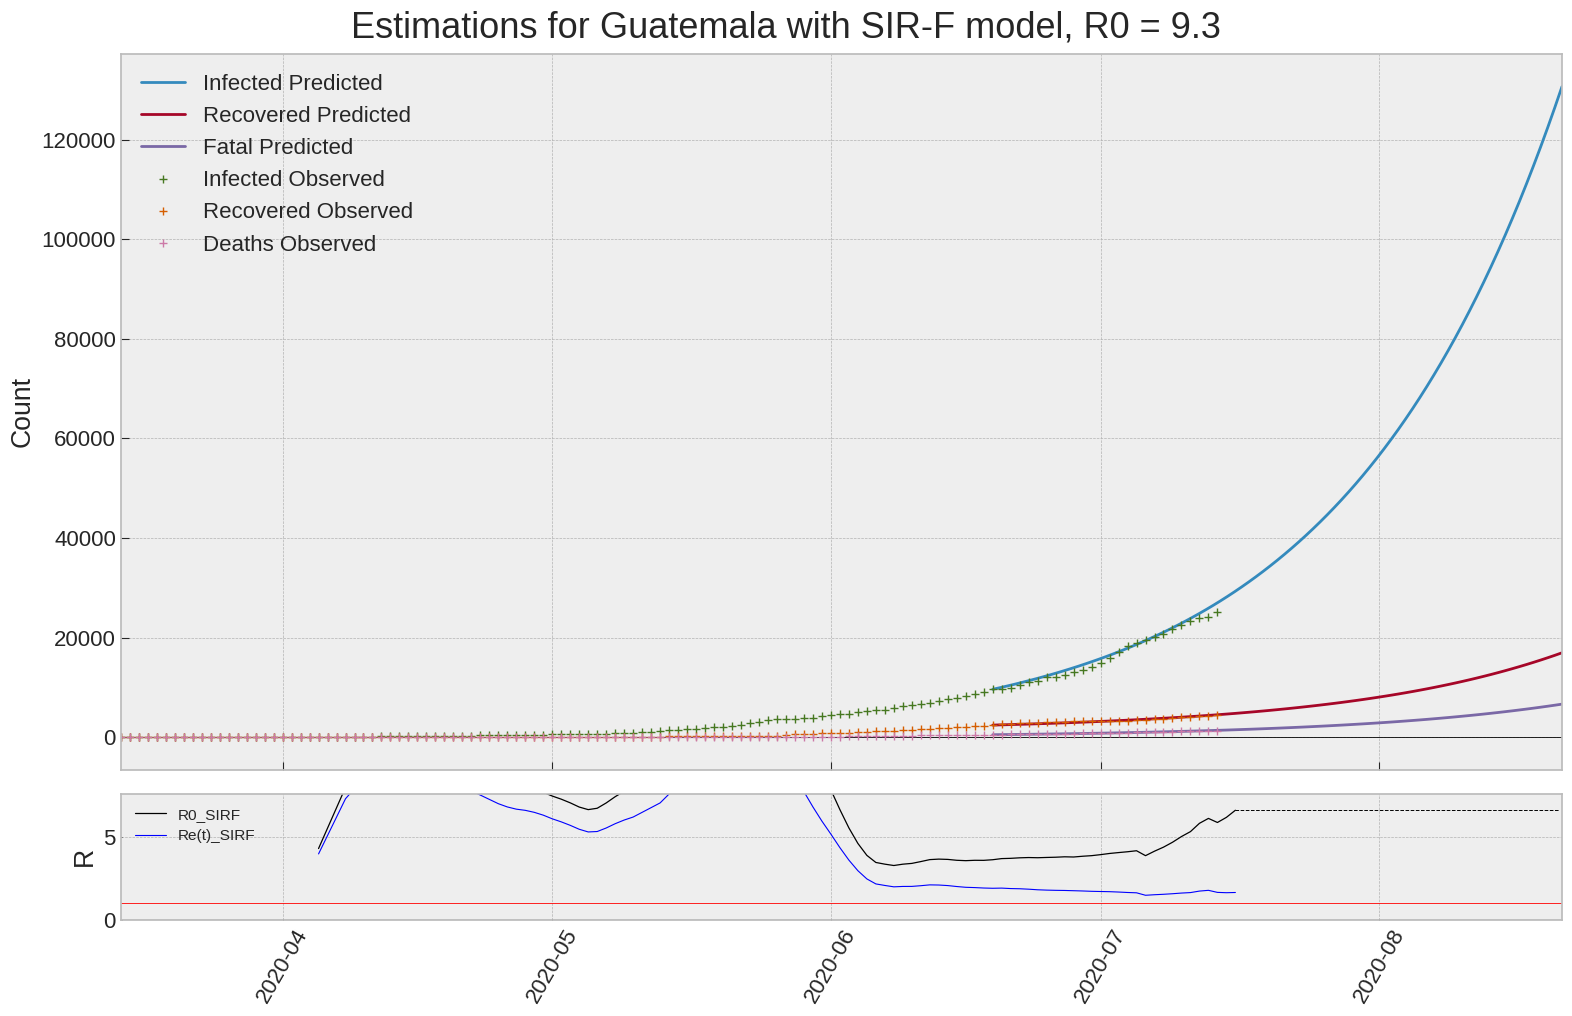 Estimations for Guatemala with SIR-F model, R0 = 9.3
Infected Predicted
Recovered Predicted
Fatal Predicted
Infected Observed
Recovered Observed
Deaths Observed
120000
100000
80000
60000
40000
20000
0
Count
R0_SIRF
Re(t)_SIRF
5
0
R
2020-04
2020-05
2020-06
2020-07
2020-08